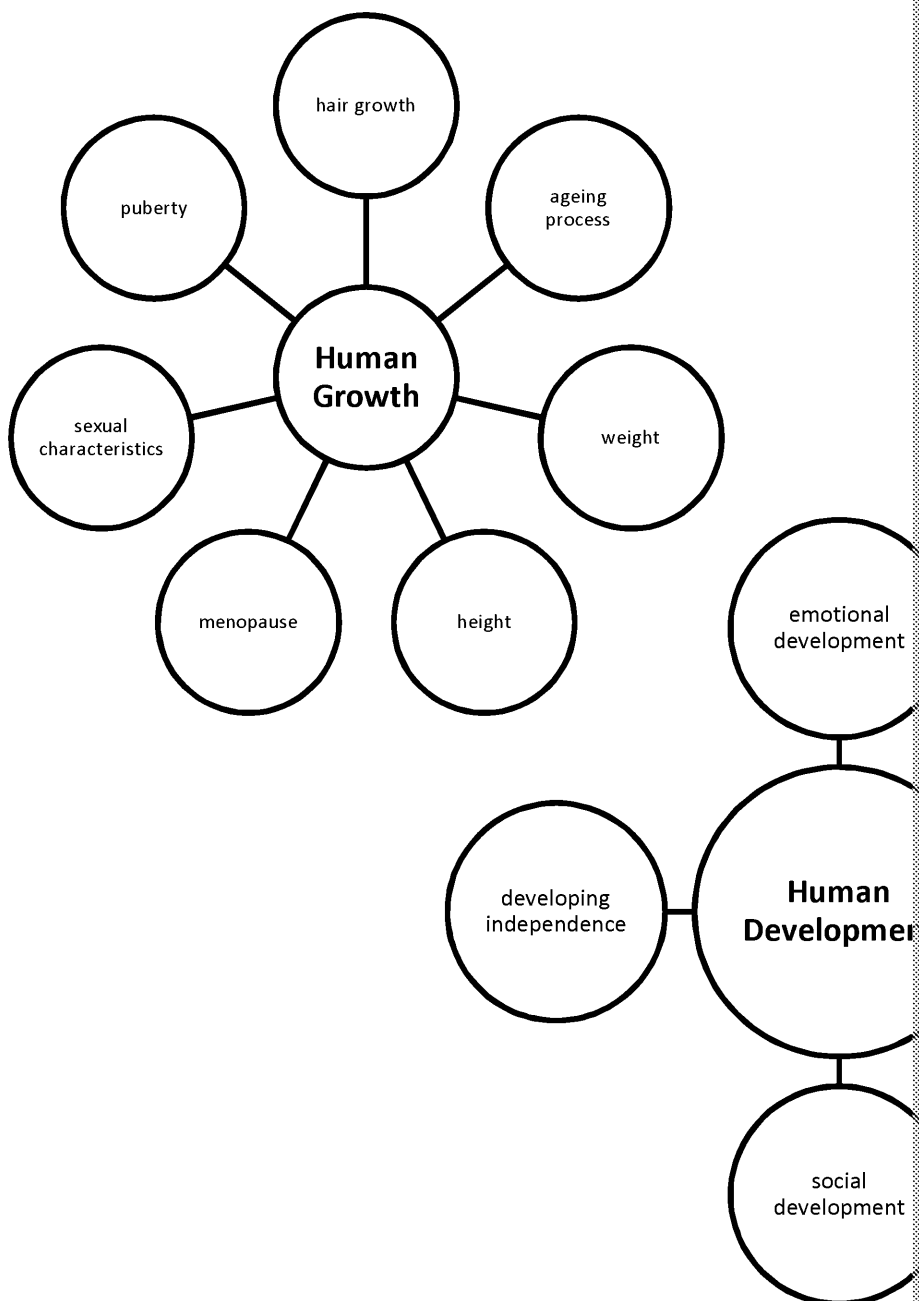 hair growth
puberty
ageing
process
Human
Growth
sexual
characteristics
weight
menopause
height
emotional
development
developing
independence
Human
Developmen
social
development